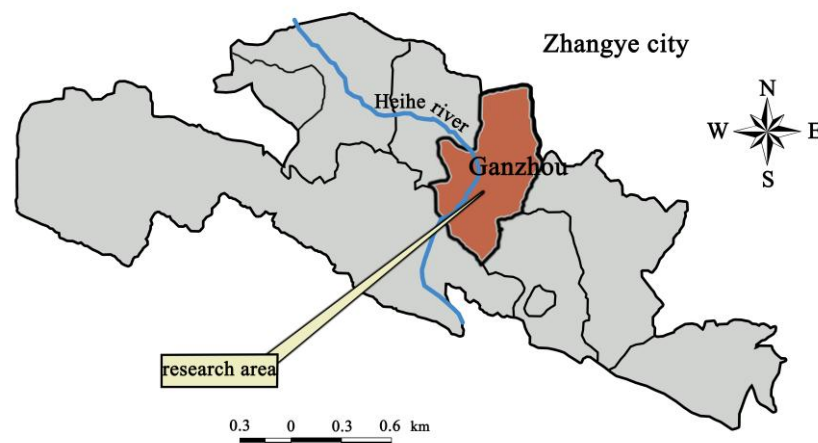 Zhangye city
Heihe river
N
W
E
S
Ganzhou
research area
0.3 0 0.3 0.6 km